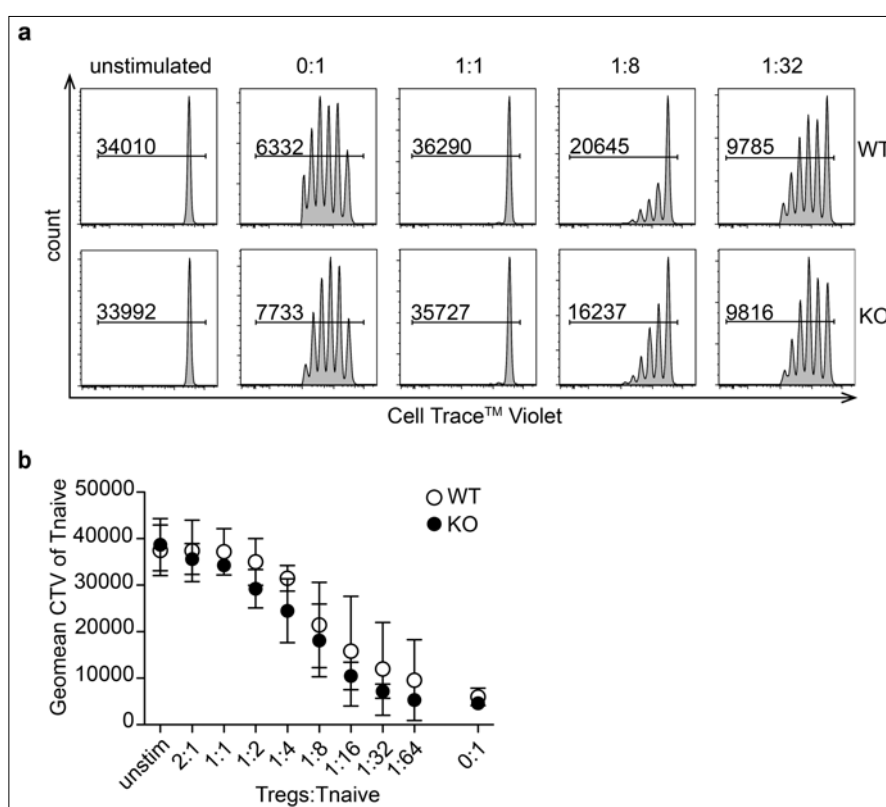 a
unstimulated 0:1 1:1 1:8 1:32
34010 6332 36290 20645 9785 WT
33992 7733 35727 16237 9816 KO
count
Cell Trace™ Violet
b
50000
40000
30000
20000
10000
0
Geomean CTV of Tnaive
WT
KO
unstim 2:1 1:1 1:2 1:4 1:8 1:16 1:32 1:64 0:1
Tregs:Tnaive